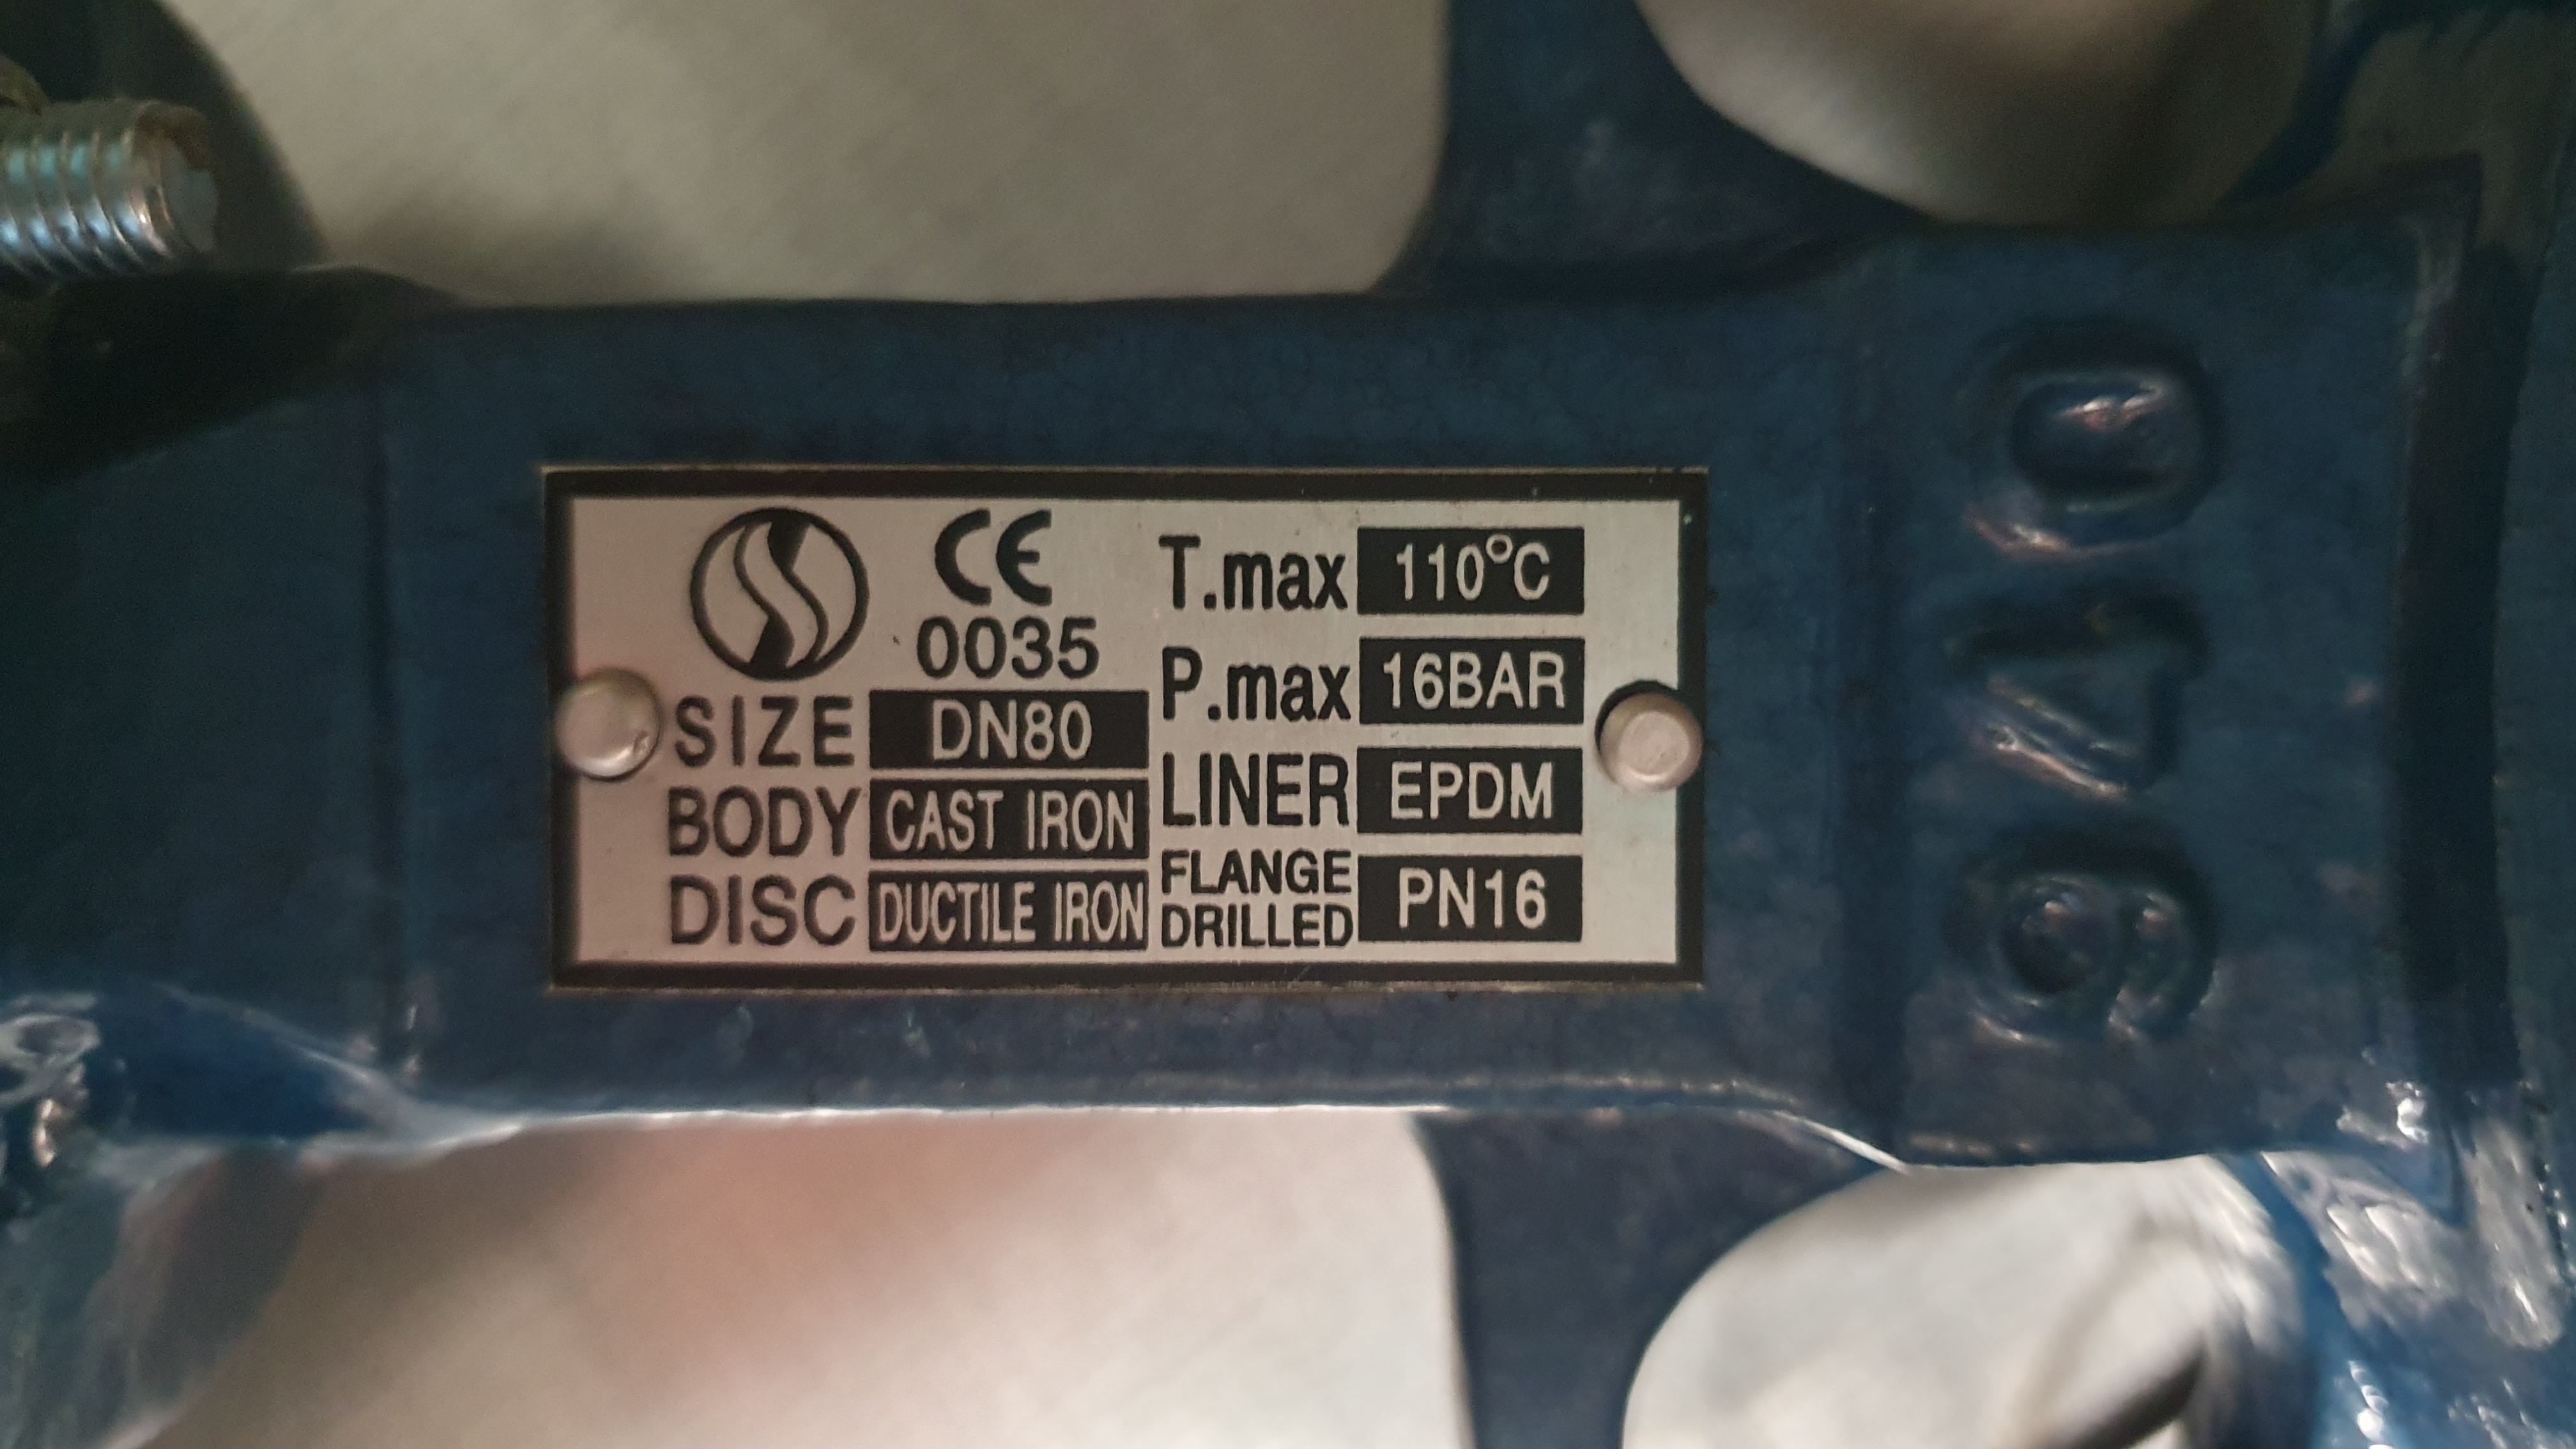 CE
0035
SIZE DN80
BODY CAST IRON
DISC DUCTILE IRON
T.max 110°C
P.max 16BAR
LINER EPDM
FLANGE
DRILLED PN16